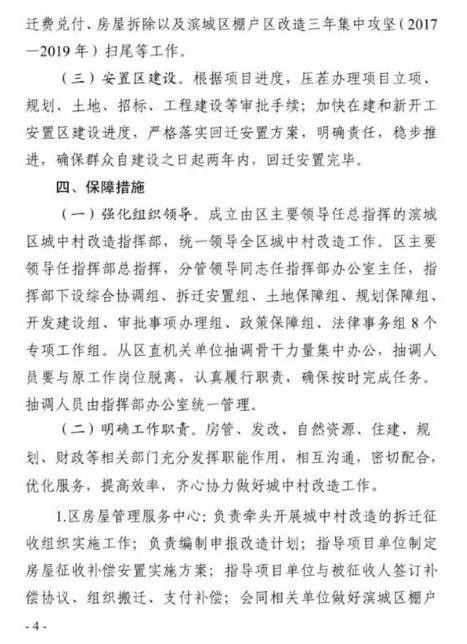 迁费兑付、房屋拆除以及滨城区棚户区改造三年集中攻坚（2017
—2019 年）扫尾等工作。
（三）安置区建设。根据项目进度，压茬办理项目立项、
规划、土地、招标、工程建设等审批手续；加快在建和新开工
安置区建设进度，严格落实回迁安置方案，明确责任，稳步推
进，确保群众自建设之日起两年内，回迁安置完毕。
四、保障措施
（一）强化组织领导。成立由区主要领导任总指挥的滨城
区城中村改造指挥部，统一领导全区城中村改造工作。区主要
领导任指挥部总指挥，分管领导同志任指挥部办公室主任，指
挥部下设综合协调组、拆迁安置组、土地保障组、规划保障组、
开发建设组、审批事项办理组、政策保障组、法律事务组 8 个
专项工作组。从区直机关单位抽调骨干力量集中办公，抽调人
员要与原工作岗位脱离，认真履行职责，确保按时完成任务。
抽调人员由指挥部办公室统一管理。
（二）明确工作职责。房管、发改、自然资源、住建、规
划、财政等相关部门充分发挥职能作用，相互沟通，密切配合，
优化服务，提高效率，齐心协力做好城中村改造工作。
1.区房屋管理服务中心：负责牵头开展城中村改造的拆迁征
收组织实施工作；负责编制申报改造计划；指导项目单位制定
房屋征收补偿安置实施方案；指导项目单位与被征收人签订补
偿协议、组织搬迁、支付补偿；会同相关单位做好滨城区棚户
- 4 -